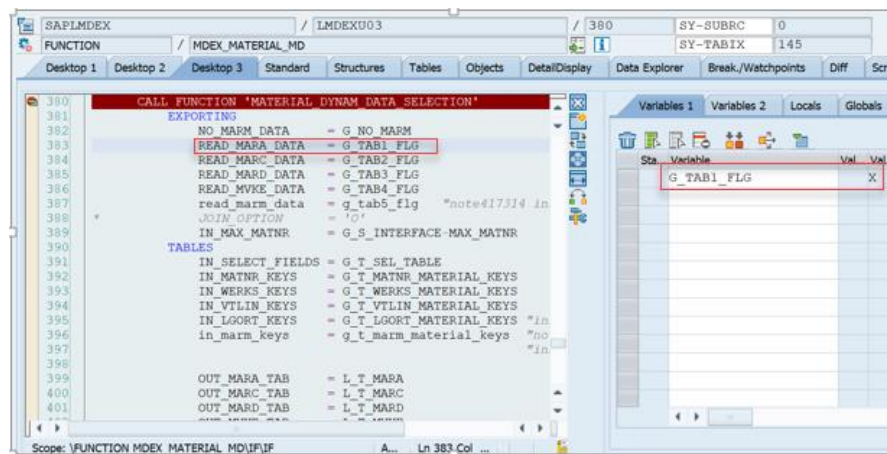 SAPLMDEX / LMDEXU03 / 380 SY-SUBRC 0
FUNCTION / MDEX_MATERIAL_MD SY-TABIX 145
Desktop 1 Desktop 2 Desktop 3 Standard Structures Tables Objects DetailDisplay Data Explorer Break./Watchpoints Diff Scr
380 CALL FUNCTION 'MATERIAL_DYNAM_DATA_SELECTION'
381 EXPORTING
382 NO_MARM_DATA = G_NO_MARM
383 READ_MARA_DATA = G_TAB1_FLG
384 READ_MARC_DATA = G_TAB2_FLG
385 READ_MARD_DATA = G_TAB3_FLG
386 READ_MVKE_DATA = G_TAB4_FLG
387 read_marm_data = g_tab5_flg "note417314 in
388 * JOIN_OPTION = 'O'
389 IN_MAX_MATNR = G_S_INTERFACE-MAX_MATNR
390 TABLES
391 IN_SELECT_FIELDS = G_T_SEL_TABLE
392 IN_MATNR_KEYS = G_T_MATNR_MATERIAL_KEYS
393 IN_WERKS_KEYS = G_T_WERKS_MATERIAL_KEYS
394 IN_VTLIN_KEYS = G_T_VTLIN_MATERIAL_KEYS
395 IN_LGORT_KEYS = G_T_LGORT_MATERIAL_KEYS "in
396 in_marm_keys = g_t_marm_material_keys "no
397 "in
398
399 OUT_MARA_TAB = L_T_MARA
400 OUT_MARC_TAB = L_T_MARC
401 OUT_MARD_TAB = L_T_MARD
Scope: \FUNCTION MDEX_MATERIAL_MD\IF\IF A... Ln 383 Col ...
Variables 1 Variables 2 Locals Globals
Sta.. Variable Val.. Val
G_TAB1_FLG X